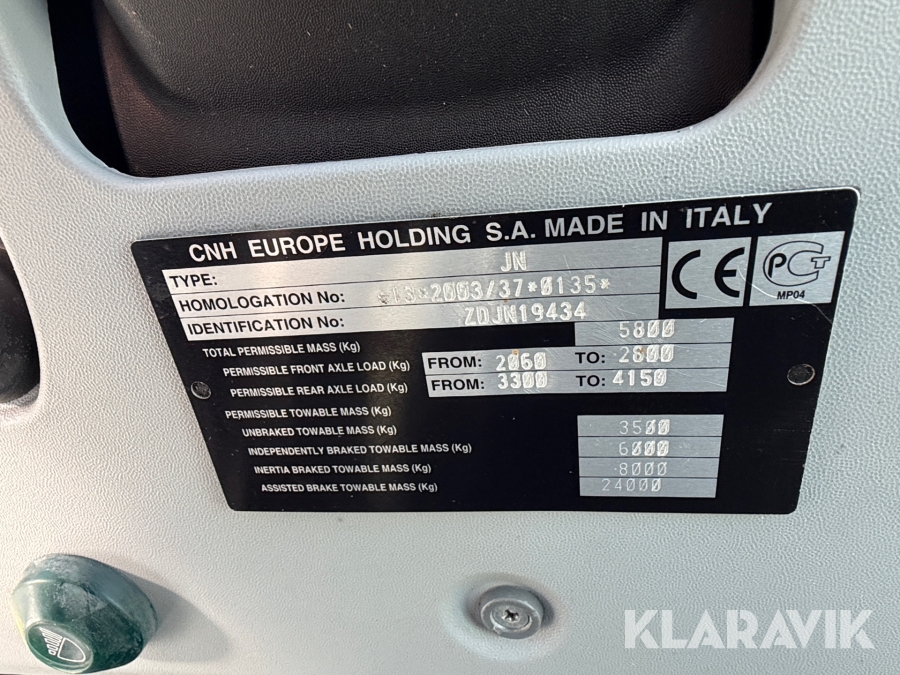 CNH EUROPE HOLDING S.A. MADE IN ITALY
TYPE: JN
HOMOLOGATION No: *13*2003/37*0135*
IDENTIFICATION No: ZDJN19434
CE
PCT
MP04
TOTAL PERMISSIBLE MASS (Kg) 5800
PERMISSIBLE FRONT AXLE LOAD (Kg) FROM: 2060 TO: 2800
PERMISSIBLE REAR AXLE LOAD (Kg) FROM: 3300 TO: 4150
PERMISSIBLE TOWABLE MASS (Kg)
UNBRAKED TOWABLE MASS (Kg) 3500
INDEPENDENTLY BRAKED TOWABLE MASS (Kg) 6000
INERTIA BRAKED TOWABLE MASS (Kg) 8000
ASSISTED BRAKE TOWABLE MASS (Kg) 24000
KLARAVIK